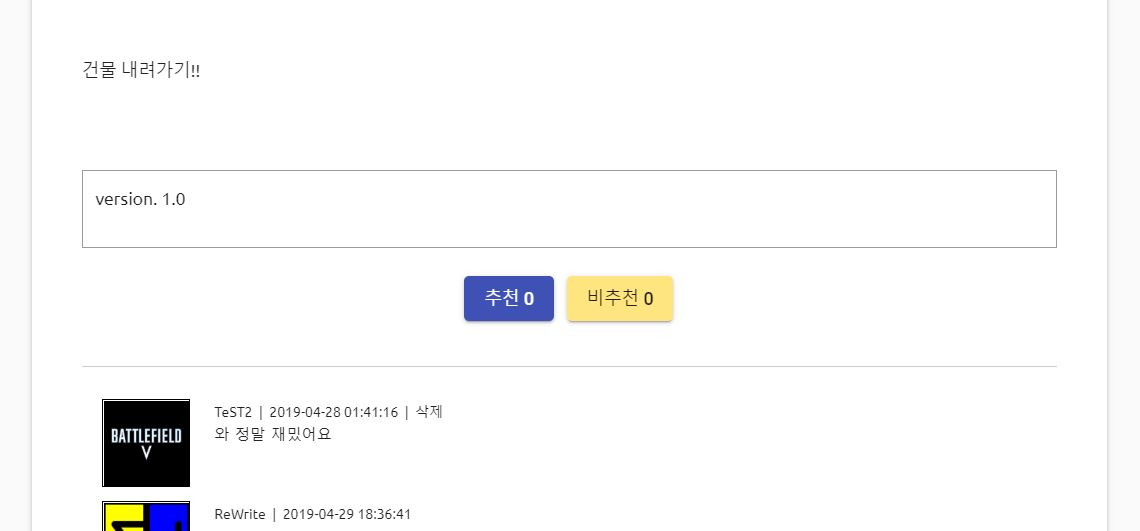 건물 내려가기!!
version. 1.0
추천 0 비추천 0
TeST2 | 2019-04-28 01:41:16 | 삭제
와 정말 재밌어요
BATTLEFIELD
V
ReWrite | 2019-04-29 18:36:41